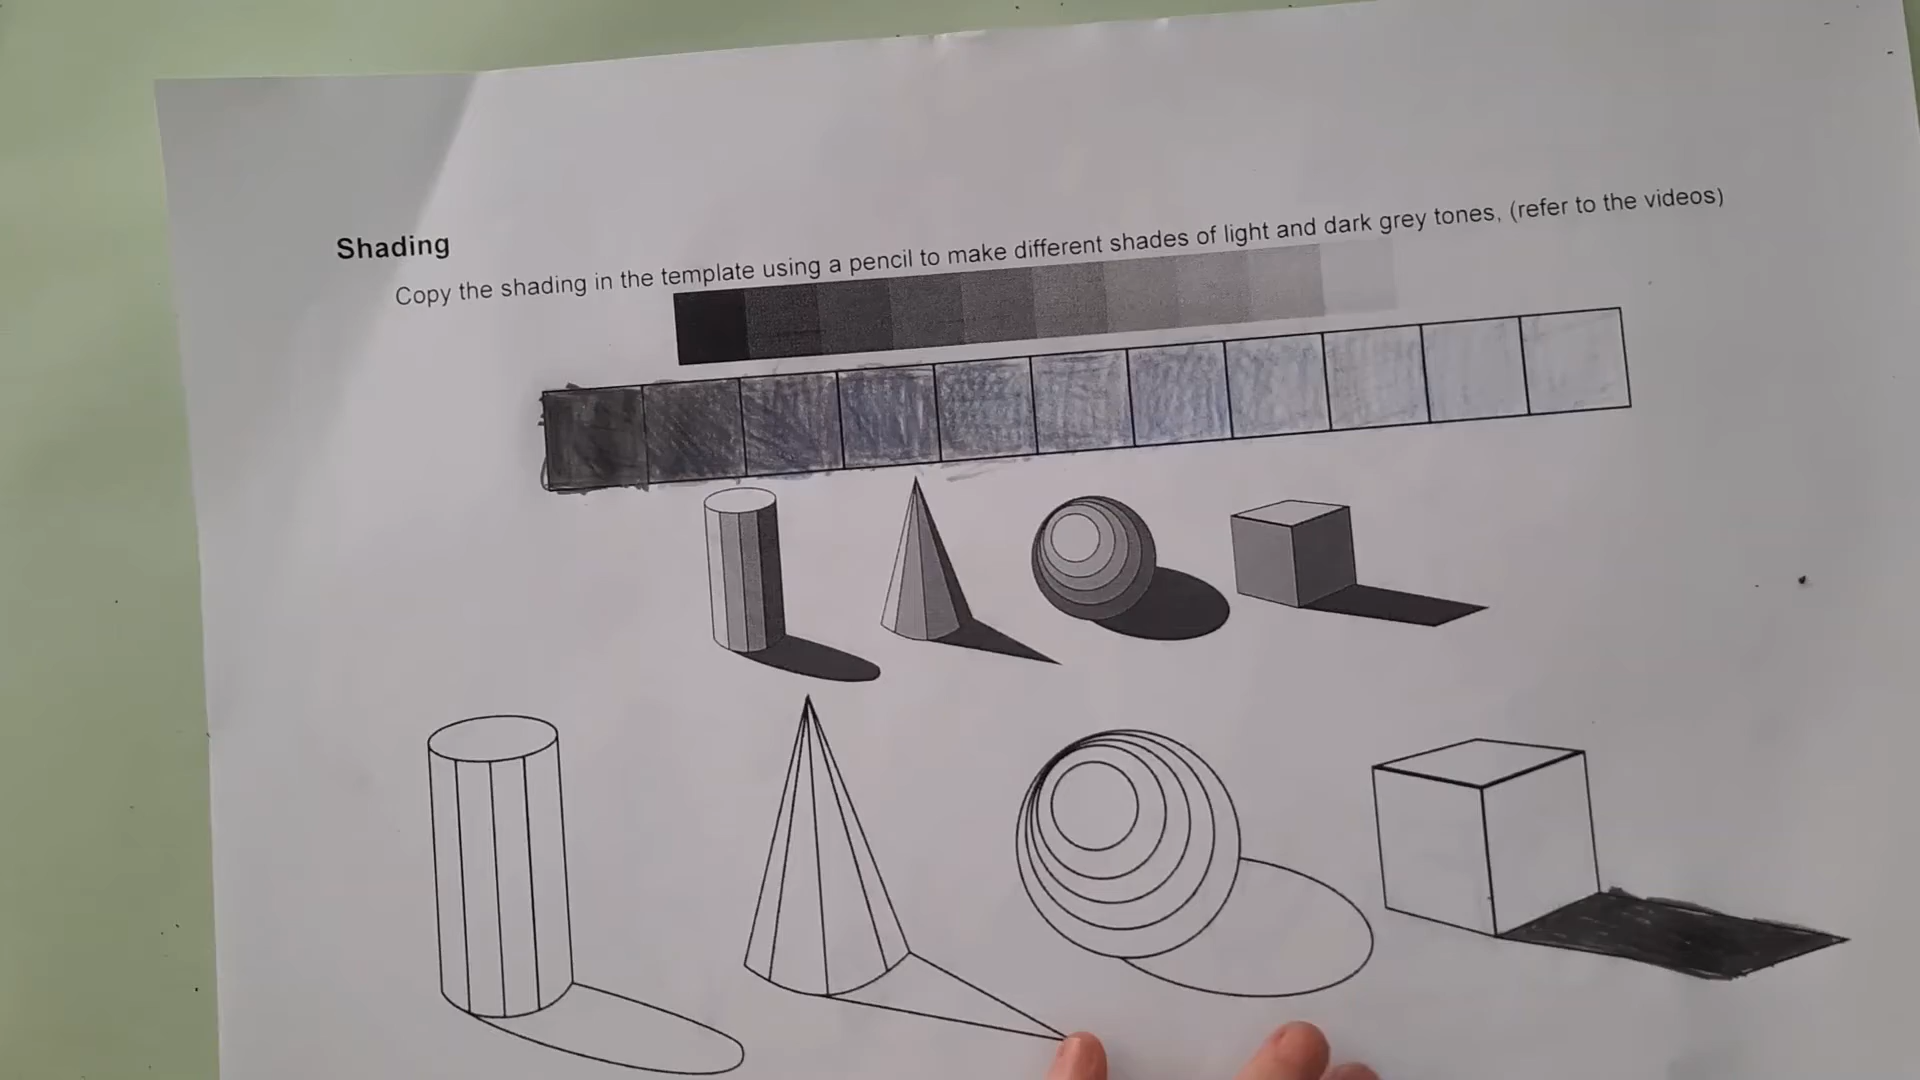 Shading
Copy the shading in the template using a pencil to make different shades of light and dark grey tones, (refer to the videos)